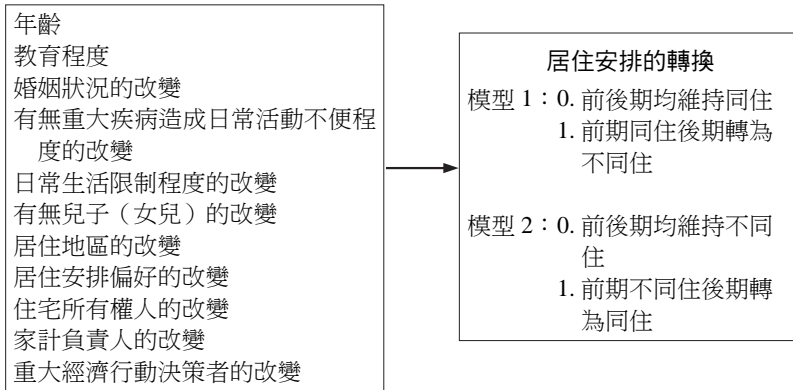 年齡
教育程度
婚姻狀況的改變
有無重大疾病造成日常活動不便程
度的改變
日常生活限制程度的改變
有無兒子（女兒）的改變
居住地區的改變
居住安排偏好的改變
住宅所有權人的改變
家計負責人的改變
重大經濟行動決策者的改變
居住安排的轉換
模型 1：0. 前後期均維持同住
1. 前期同住後期轉為
不同住
模型 2：0. 前後期均維持不同
住
1. 前期不同住後期轉
為同住